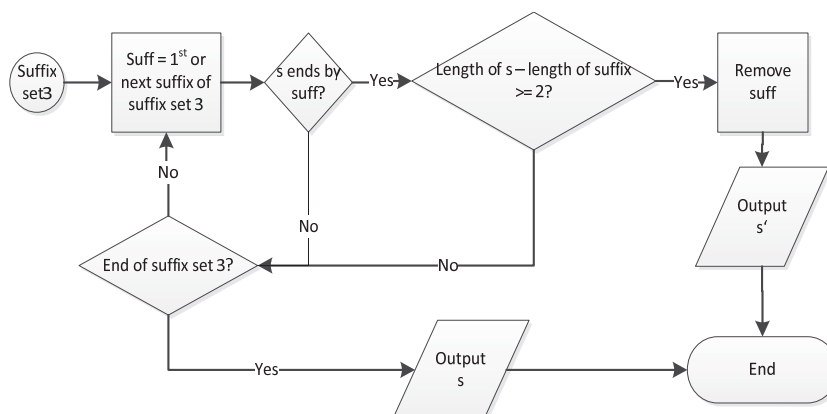 Suffix
set3
Suff = 1st or
next suffix of
suffix set 3
s ends by
suff?
Yes
Length of s – length of suffix
>= 2?
Yes
Remove
suff
No
No
Output
s‘
End of suffix set 3?
No
Yes
Output
s
End